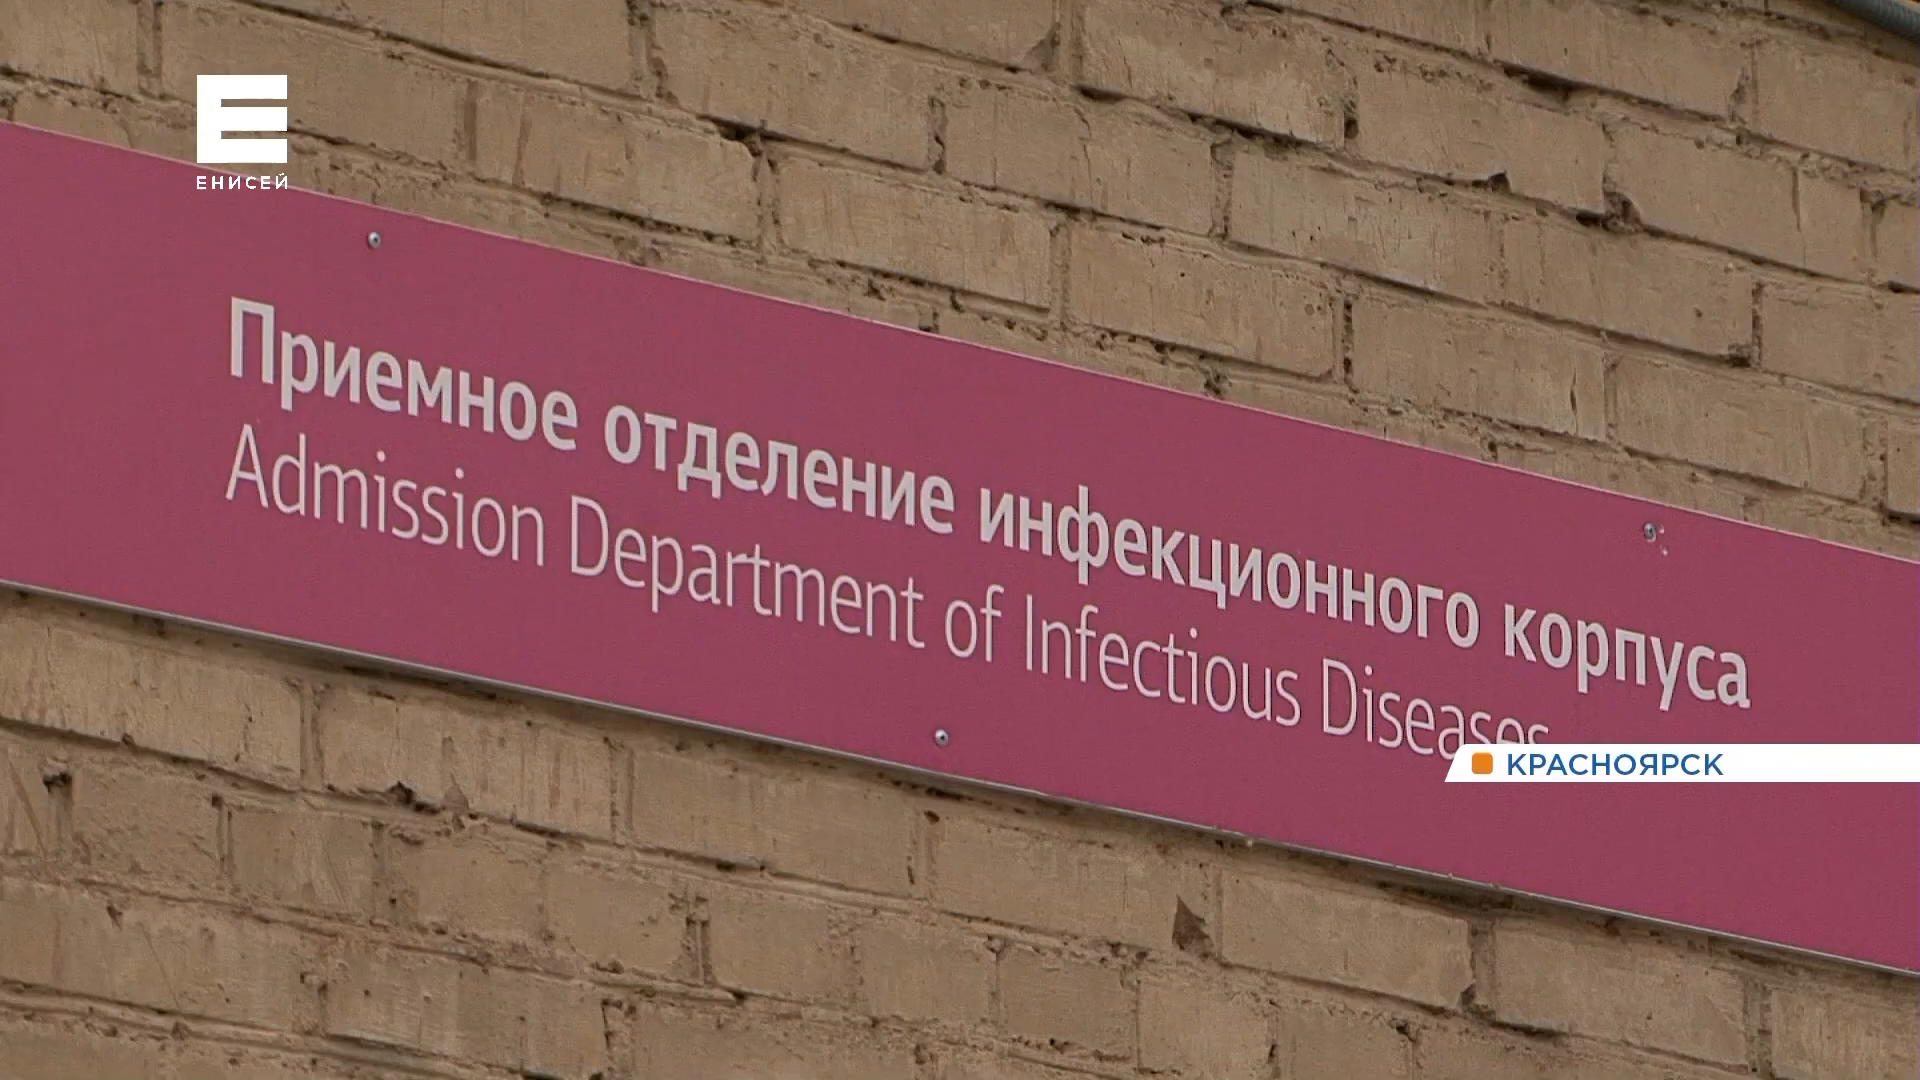 ЕНИСЕЙ
Приемное отделение инфекционного корпуса
Admission Department of Infectious Diseases
КРАСНОЯРСК